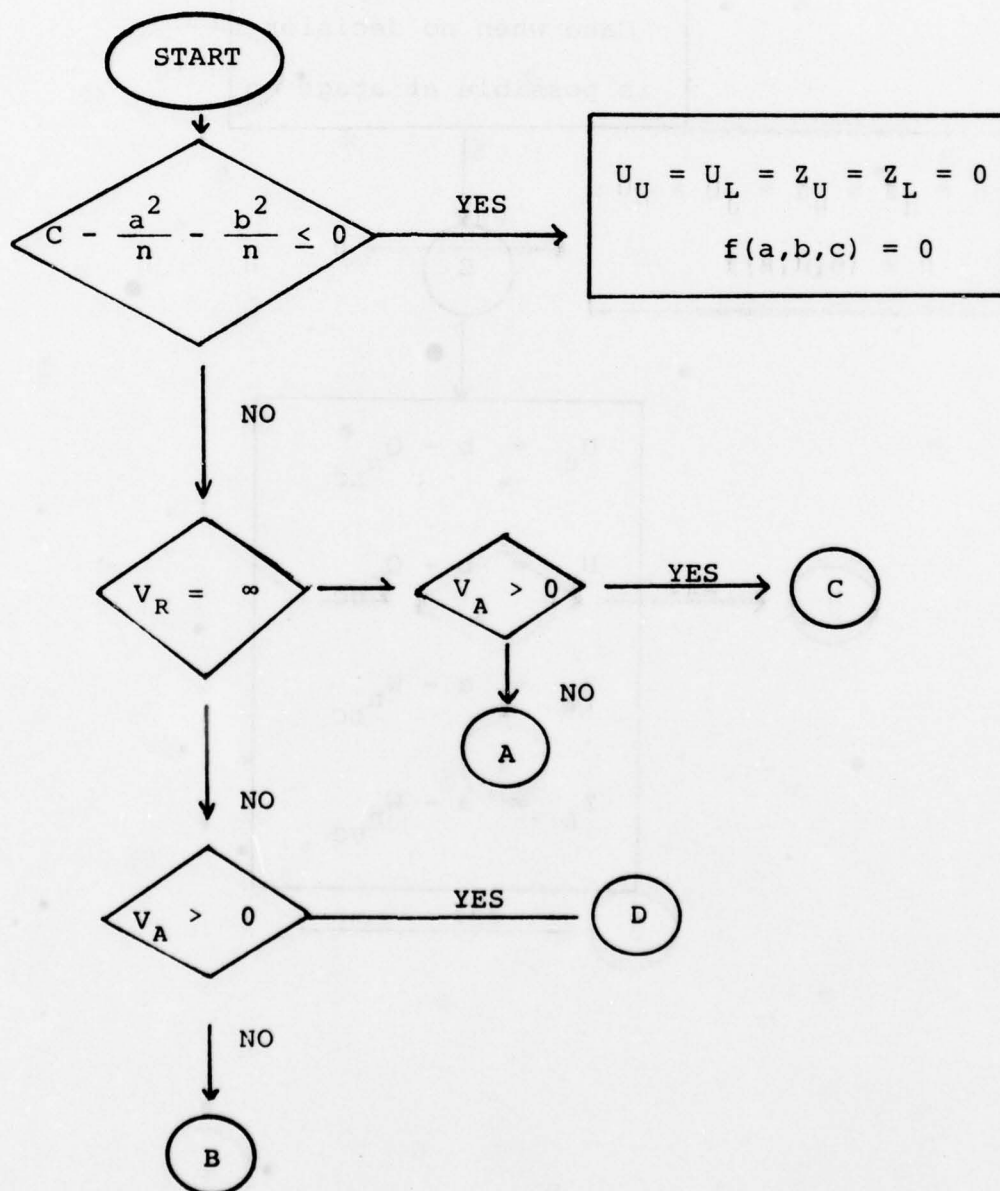 START
C - a²/n - b²/n ≤ 0
YES
U_U = U_L = Z_U = Z_L = 0
f(a,b,c) = 0
NO
V_R = ∞
V_A > 0
YES
C
NO
A
NO
V_A > 0
YES
D
NO
B